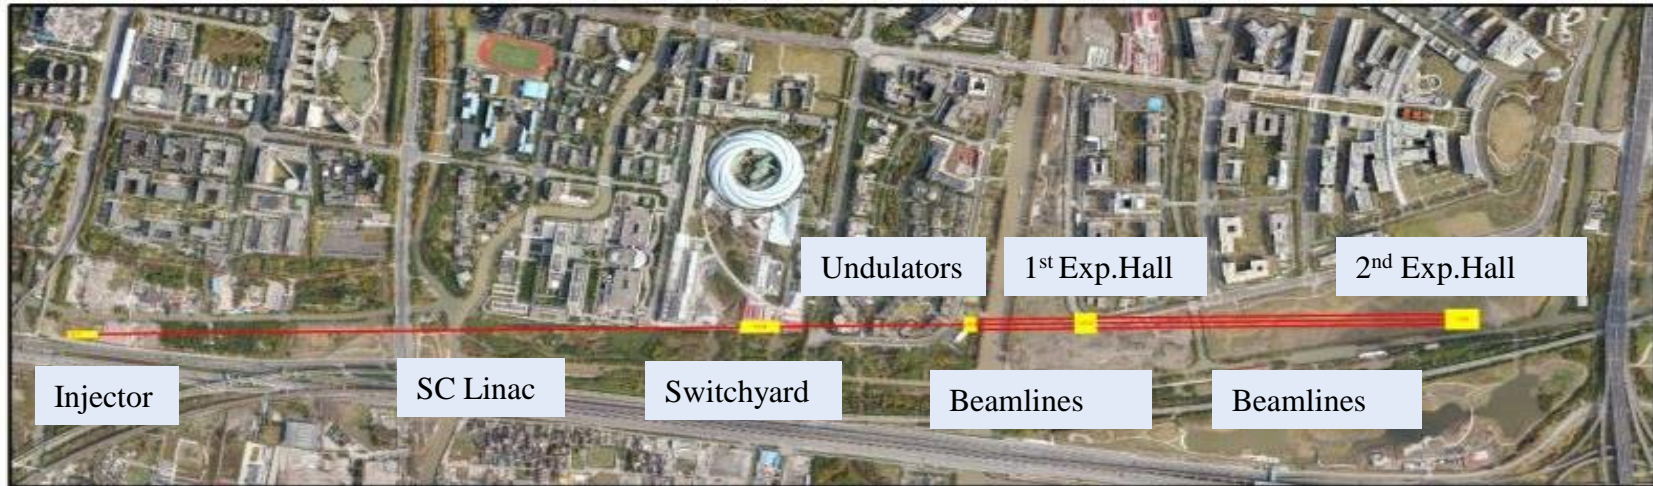 Undulators
1st Exp.Hall
2nd Exp.Hall
Injector
SC Linac
Switchyard
Beamlines
Beamlines